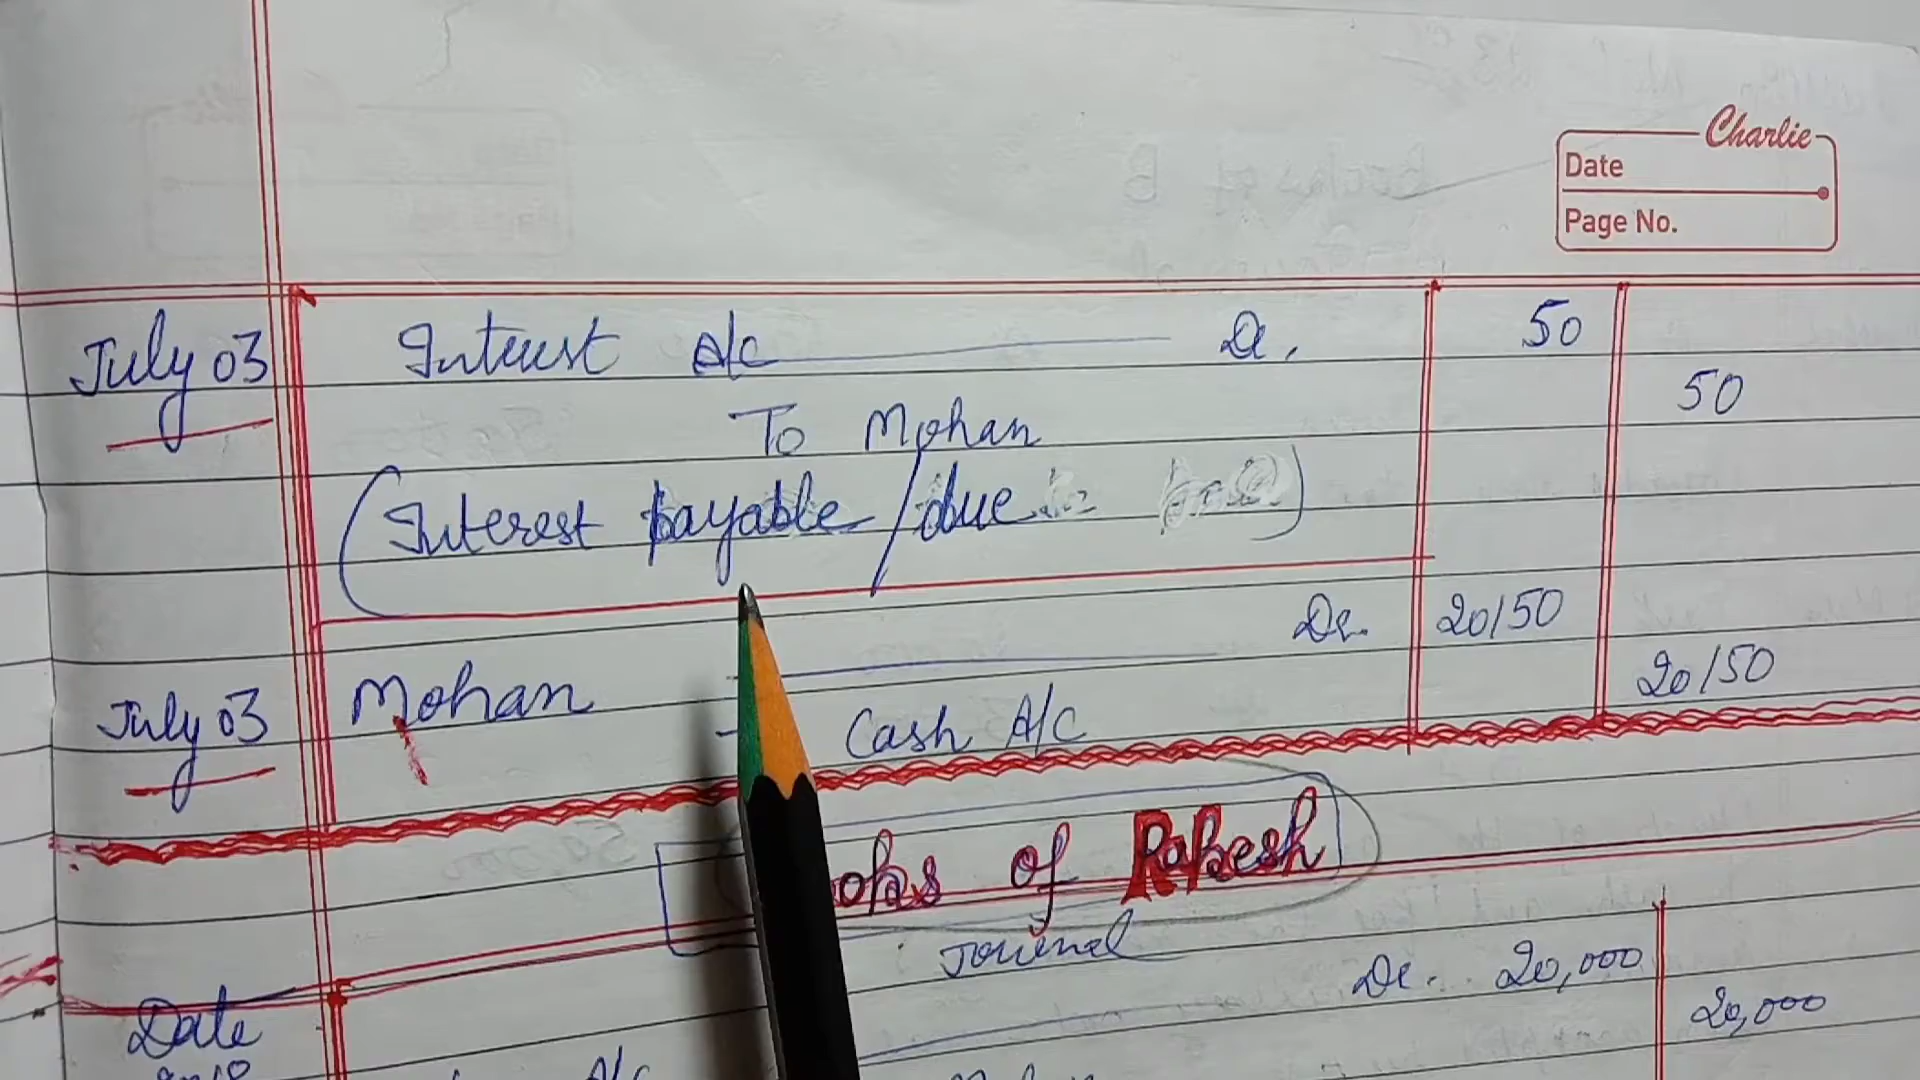 Charlie
Date
Page No.
July 03 Interest A/c Dr. 50
To Mohan 50
(Interest payable / due)
Dr. 20150
July 03 Mohan
Cash A/c 20150
of Rakesh
Journal
Dr. 20,000
Date 20,000
A/c